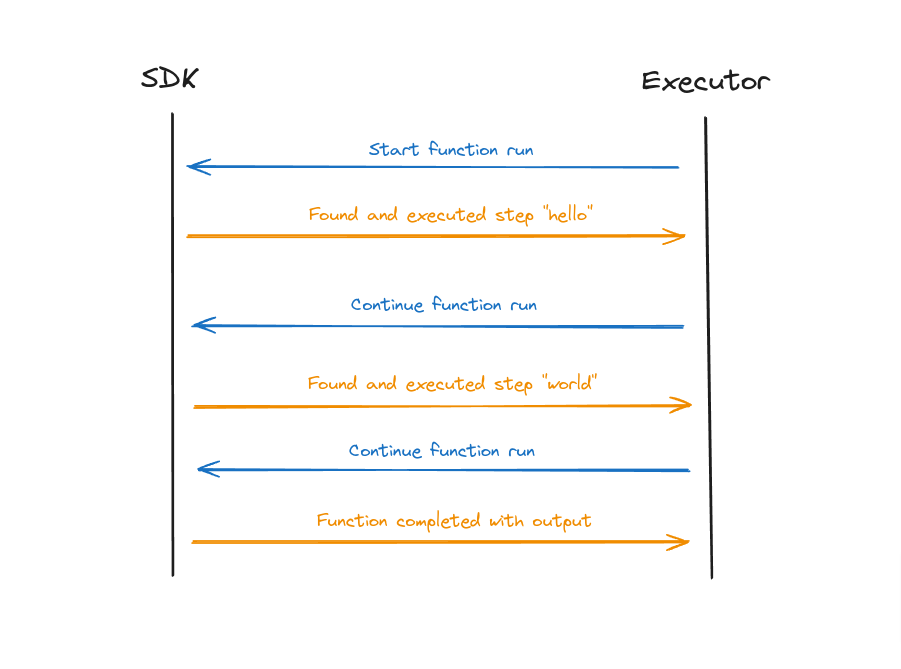 SDK
Executor
Start function run
Found and executed step "hello"
Continue function run
Found and executed step "world"
Continue function run
Function completed with output